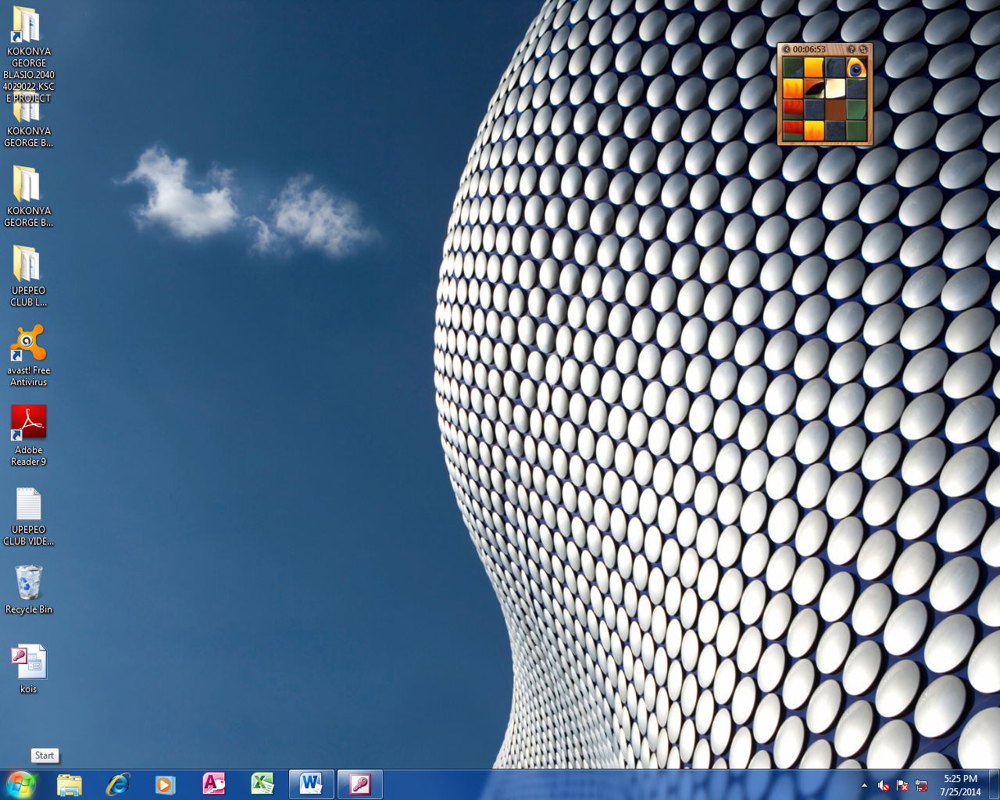 KOKONYA
GEORGE
BLASIO.2040
4029022.KSC
E PROJECT
KOKONYA
GEORGE B...
KOKONYA
GEORGE B...
UPEPEO
CLUB L...
avast! Free
Antivirus
Adobe
Reader 9
UPEPEO
CLUB VIDE...
Recycle Bin
kois
00:06:53
?
Start
5:25 PM
7/25/2014